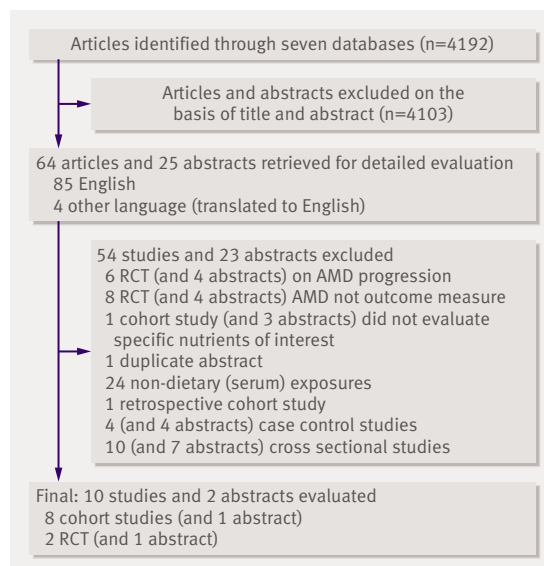 Articles identified through seven databases (n=4192)
Articles and abstracts excluded on the
basis of title and abstract (n=4103)
64 articles and 25 abstracts retrieved for detailed evaluation
85 English
4 other language (translated to English)
54 studies and 23 abstracts excluded
6 RCT (and 4 abstracts) on AMD progression
8 RCT (and 4 abstracts) AMD not outcome measure
1 cohort study (and 3 abstracts) did not evaluate
specific nutrients of interest
1 duplicate abstract
24 non-dietary (serum) exposures
1 retrospective cohort study
4 (and 4 abstracts) case control studies
10 (and 7 abstracts) cross sectional studies
Final: 10 studies and 2 abstracts evaluated
8 cohort studies (and 1 abstract)
2 RCT (and 1 abstract)